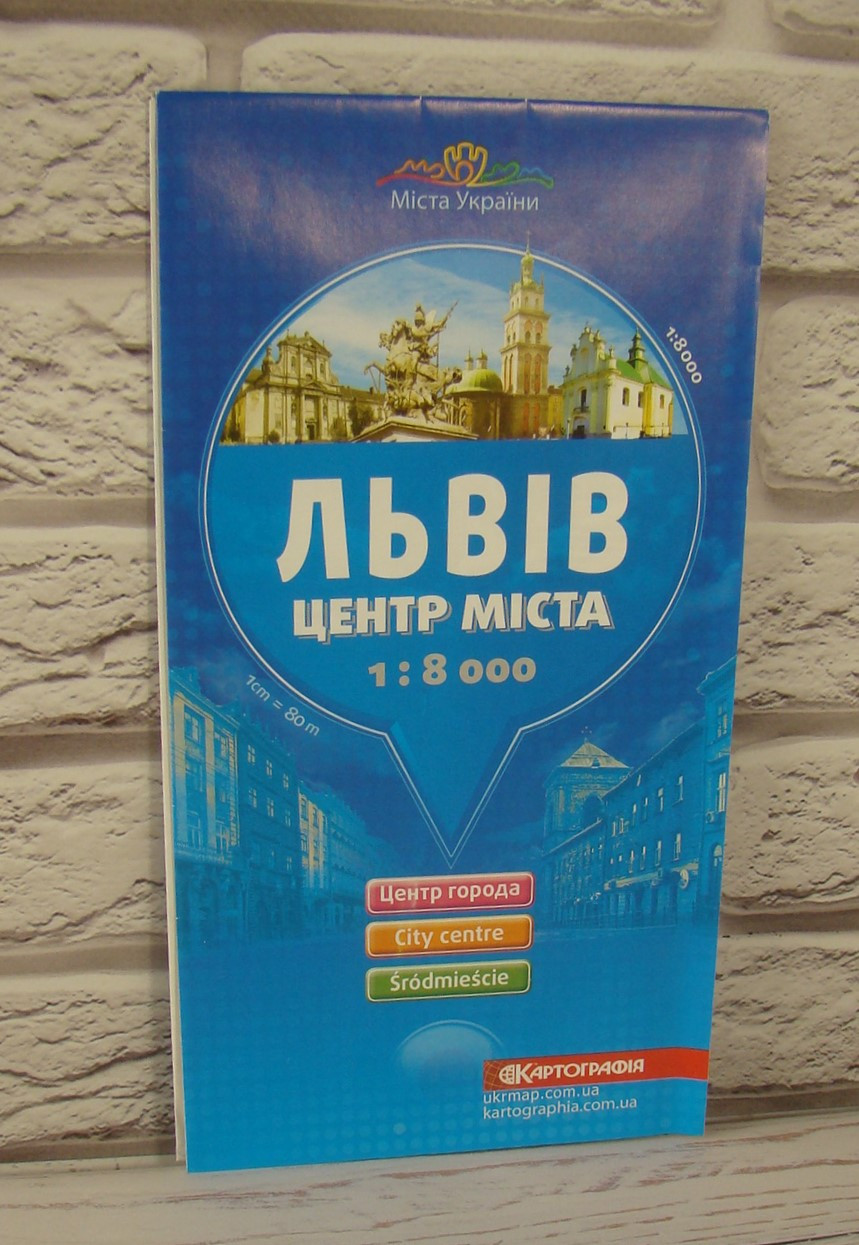 Міста України
1:8000
ЛЬВІВ
ЦЕНТР МІСТА
1 : 8 000
1cm = 80 m
Центр города
City centre
Śródmieście
КАРТОГРАФІЯ
ukrmap.com.ua
kartographia.com.ua